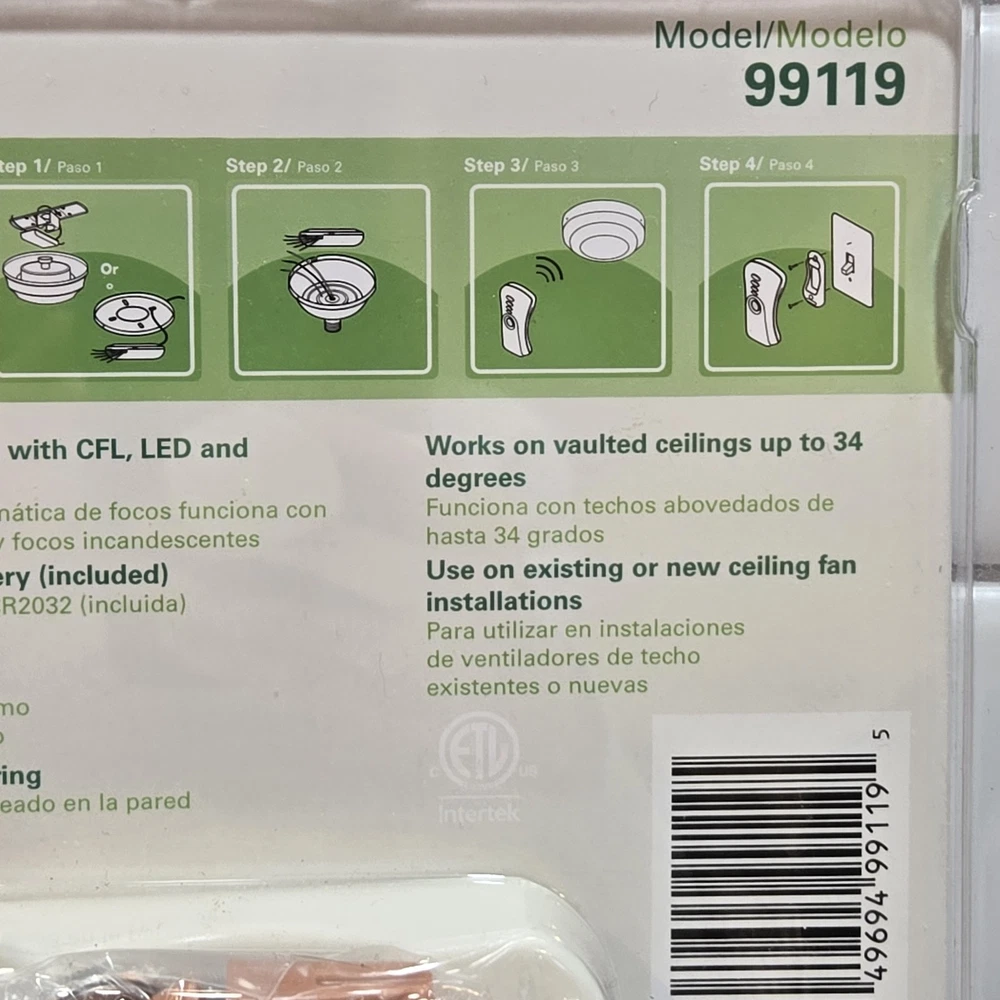 Model/Modelo
99119
tep 1/ Paso 1
Step 2/ Paso 2
Step 3/ Paso 3
Step 4/ Paso 4
Or
o
with CFL, LED and
mática de focos funciona con
y focos incandescentes
ery (included)
R2032 (incluida)
mo
o
ring
eado en la pared
Works on vaulted ceilings up to 34
degrees
Funciona con techos abovedados de
hasta 34 grados
Use on existing or new ceiling fan
installations
Para utilizar en instalaciones
de ventiladores de techo
existentes o nuevas
C ETL US
Intertek
49694 99119 5